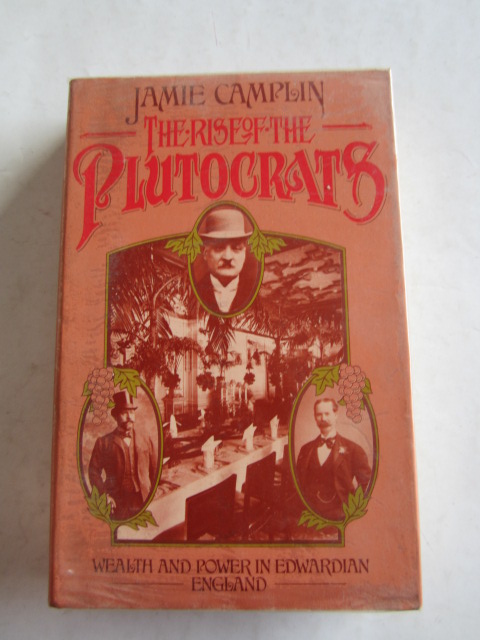 JAMIE CAMPLIN
THE·RISE OF·THE
PLUTOCRATS
WEALTH AND POWER IN EDWARDIAN
ENGLAND